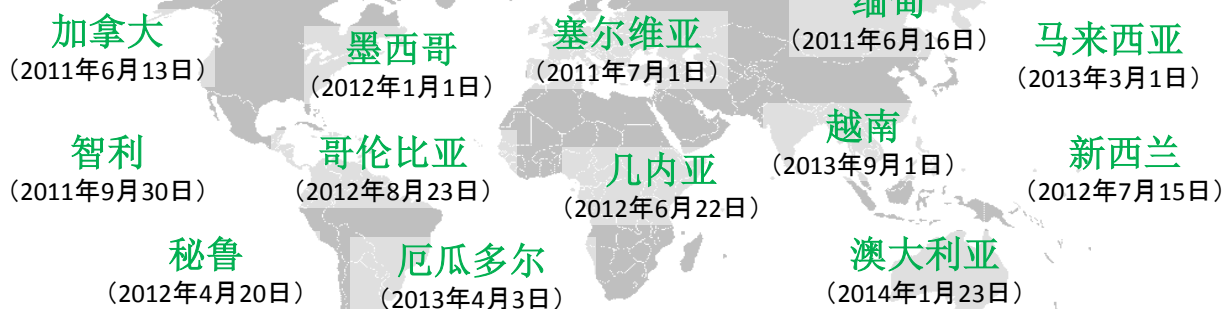 缅甸
（2011年6月16日）
加拿大
（2011年6月13日）
墨西哥
（2012年1月1日）
塞尔维亚
（2011年7月1日）
马来西亚
（2013年3月1日）
智利
（2011年9月30日）
哥伦比亚
（2012年8月23日）
几内亚
（2012年6月22日）
越南
（2013年9月1日）
新西兰
（2012年7月15日）
秘鲁
（2012年4月20日）
厄瓜多尔
（2013年4月3日）
澳大利亚
（2014年1月23日）